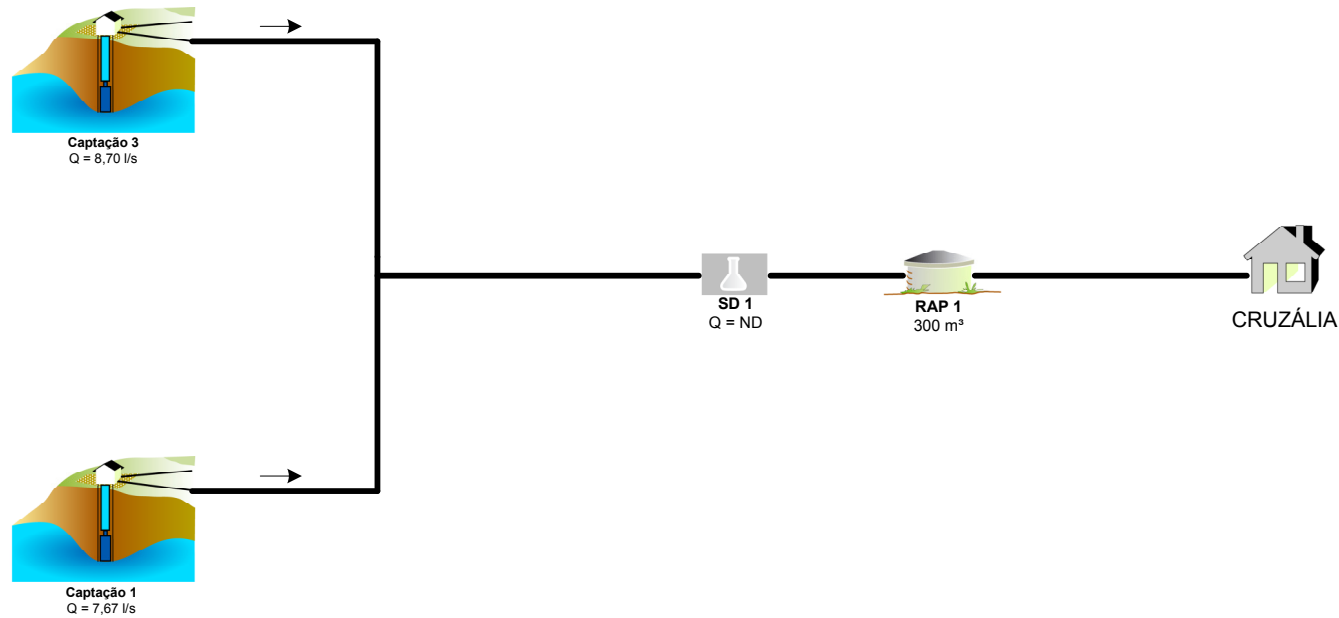 Captação 3
Q = 8,70 l/s
SD 1
Q = ND
RAP 1
300 m³
CRUZÁLIA
Captação 1
Q = 7,67 l/s